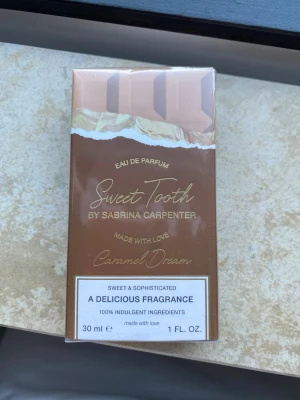 EAU DE PARFUM
Sweet Tooth
BY SABRINA CARPENTER
MADE WITH LOVE
Caramel Dream
SWEET & SOPHISTICATED
A DELICIOUS FRAGRANCE
100% INDULGENT INGREDIENTS
made with love
30 ml e 1 FL. OZ.